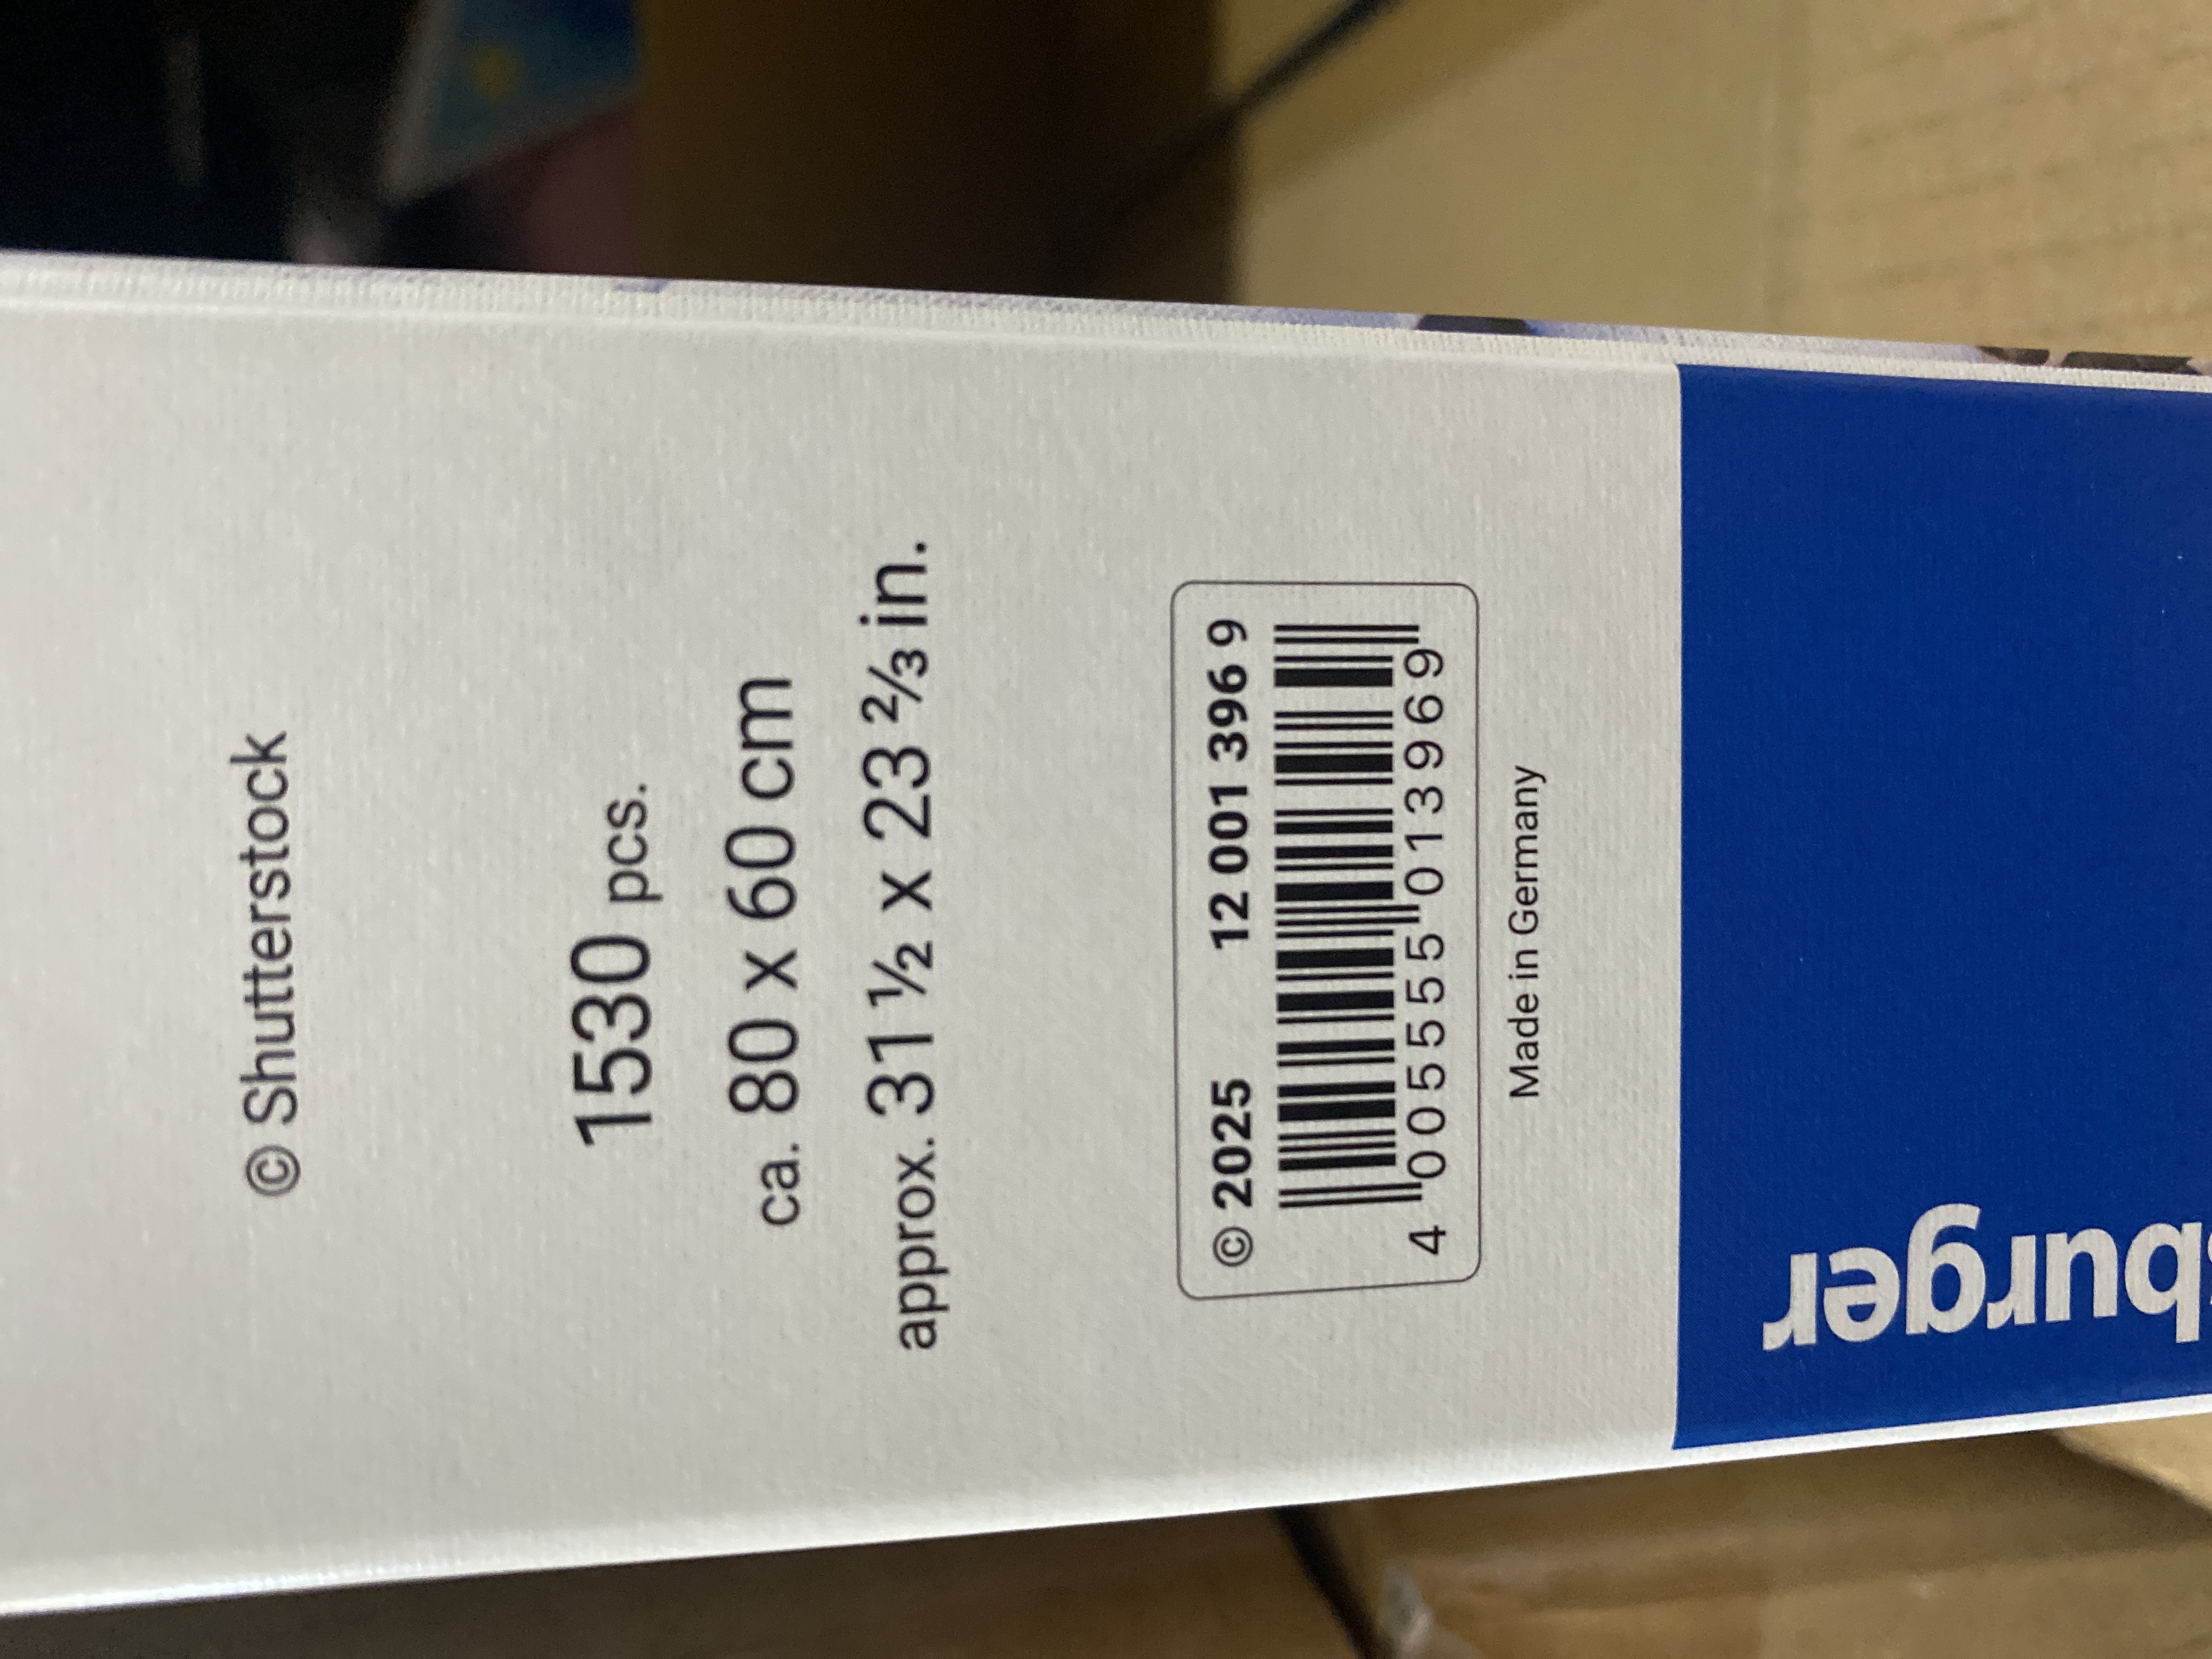 © Shutterstock
1530 pcs.
ca. 80 x 60 cm
approx. 31 ½ x 23 ⅔ in.
© 2025 12 001 396 9
4 005555 013969
Made in Germany
burger